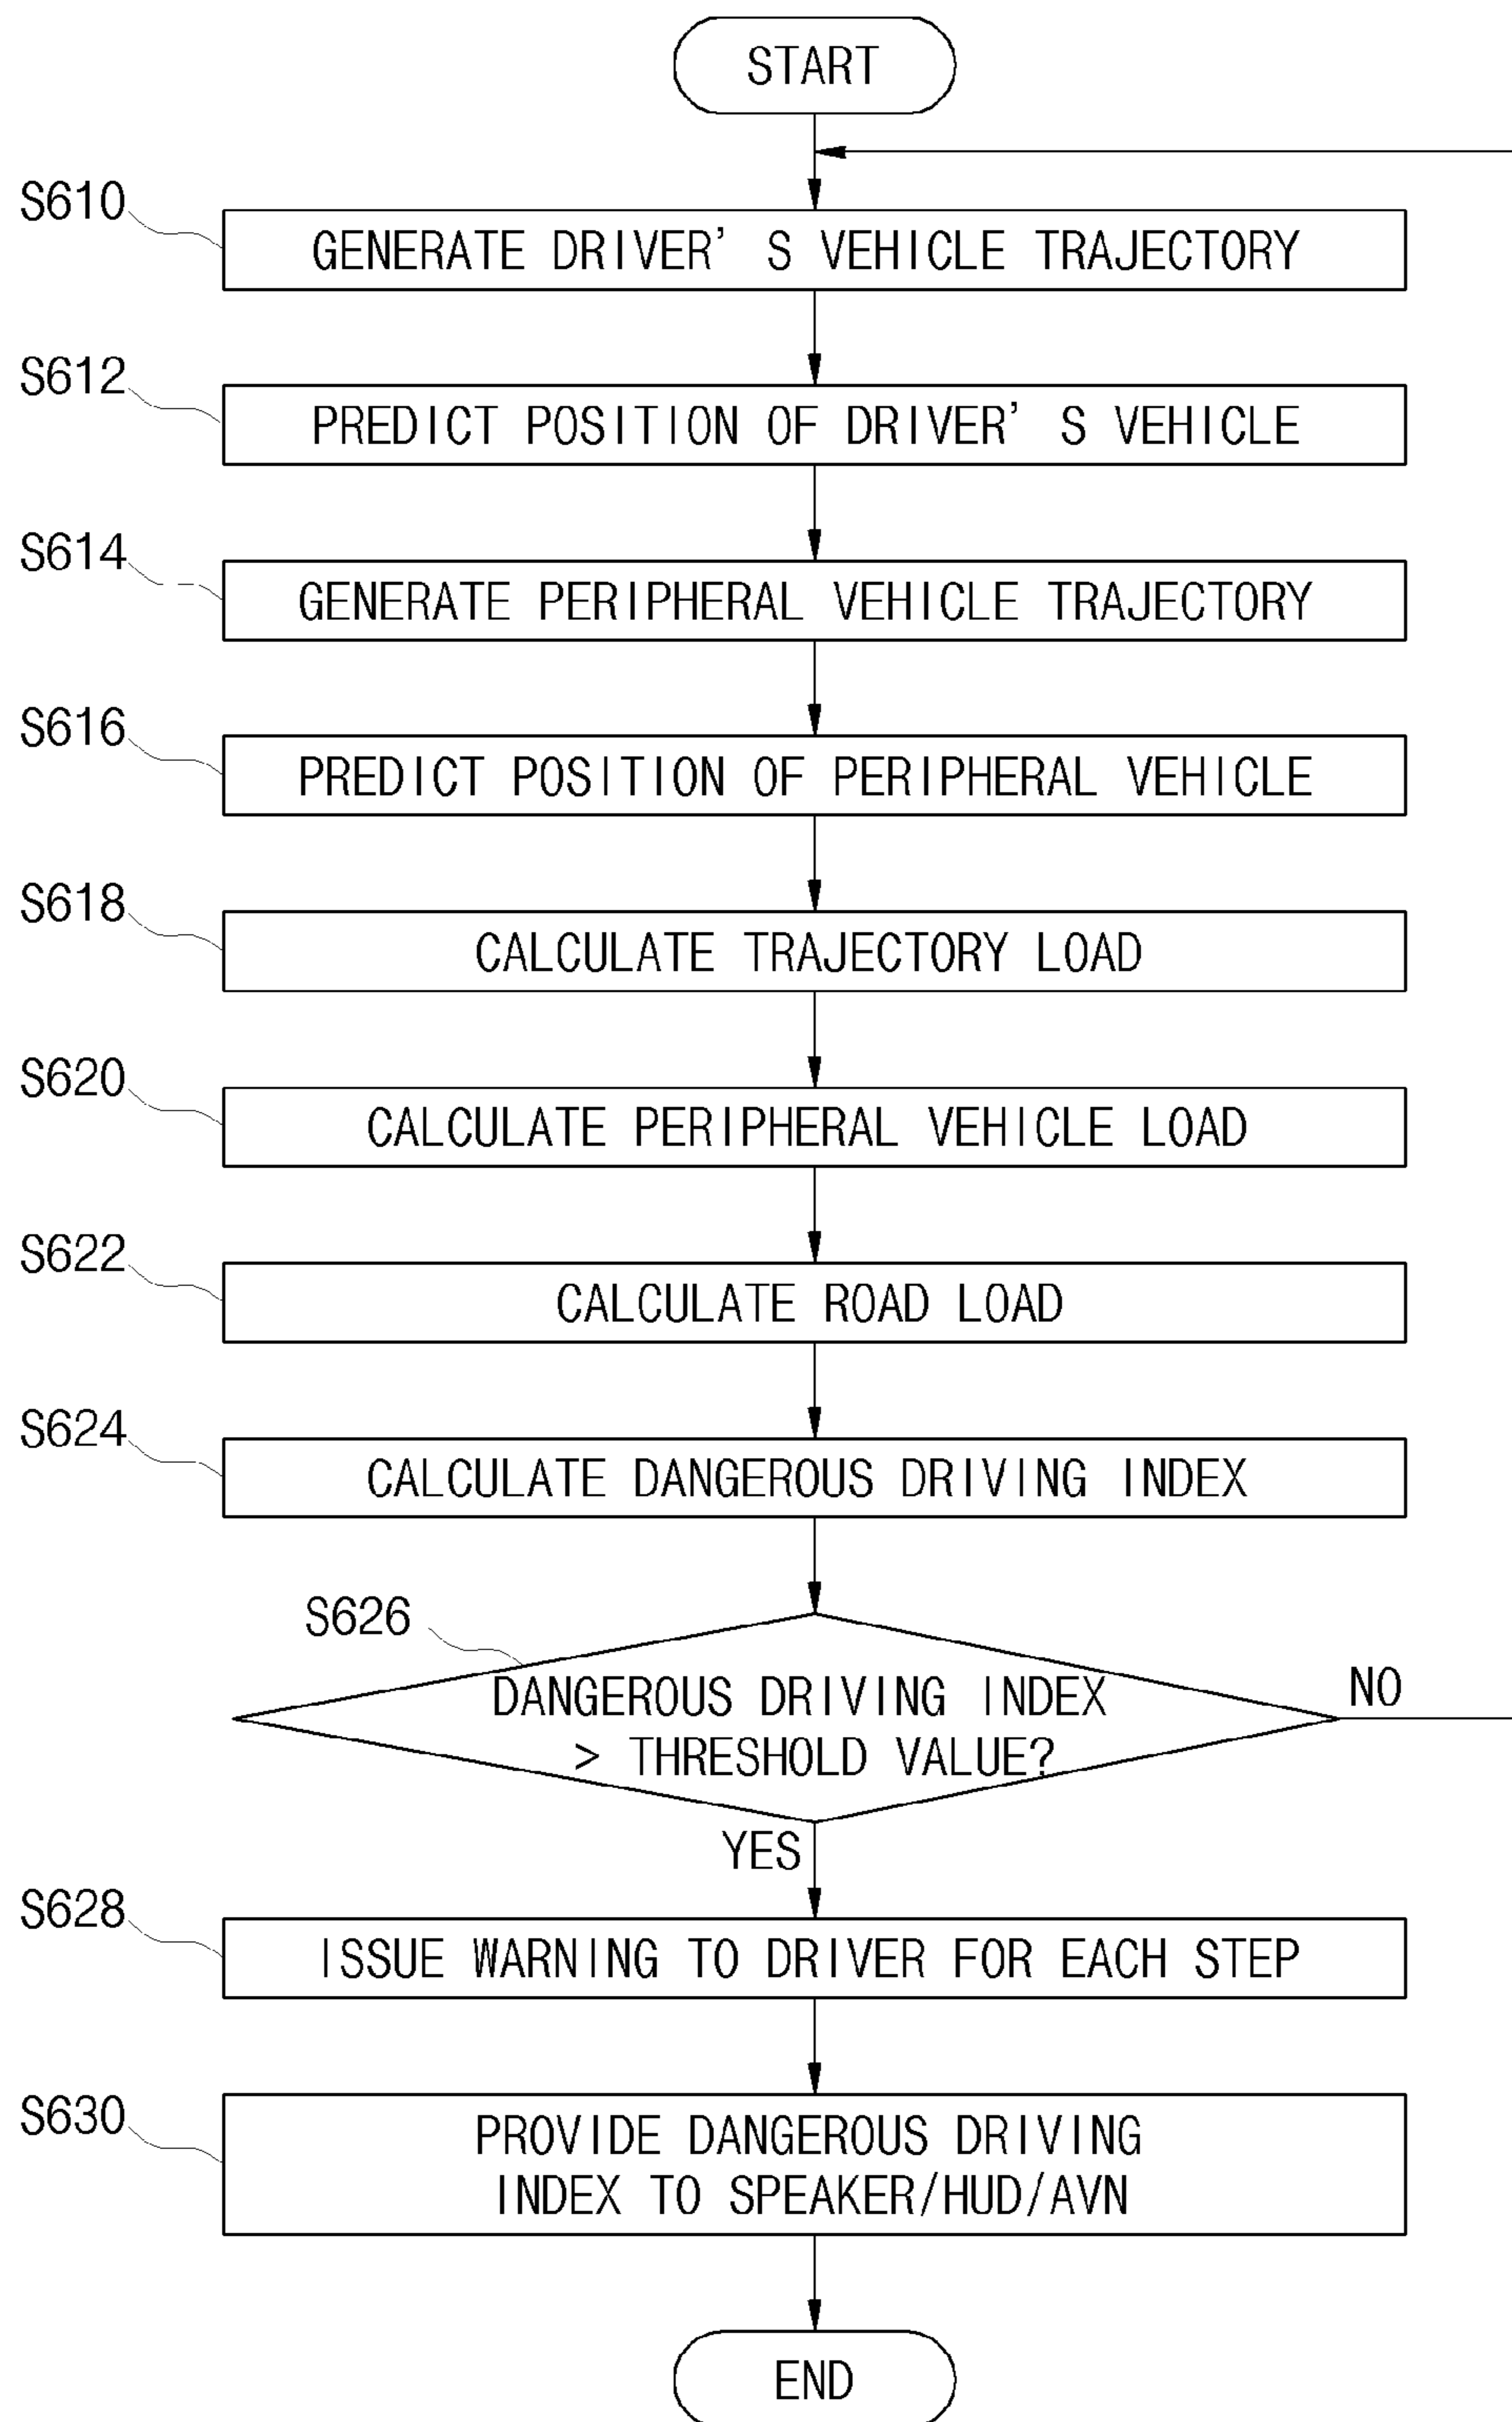 START
S610
GENERATE DRIVER'S VEHICLE TRAJECTORY
S612
PREDICT POSITION OF DRIVER'S VEHICLE
S614
GENERATE PERIPHERAL VEHICLE TRAJECTORY
S616
PREDICT POSITION OF PERIPHERAL VEHICLE
S618
CALCULATE TRAJECTORY LOAD
S620
CALCULATE PERIPHERAL VEHICLE LOAD
S622
CALCULATE ROAD LOAD
S624
CALCULATE DANGEROUS DRIVING INDEX
S626
DANGEROUS DRIVING INDEX
> THRESHOLD VALUE?
NO
YES
S628
ISSUE WARNING TO DRIVER FOR EACH STEP
S630
PROVIDE DANGEROUS DRIVING
INDEX TO SPEAKER/HUD/AVN
END